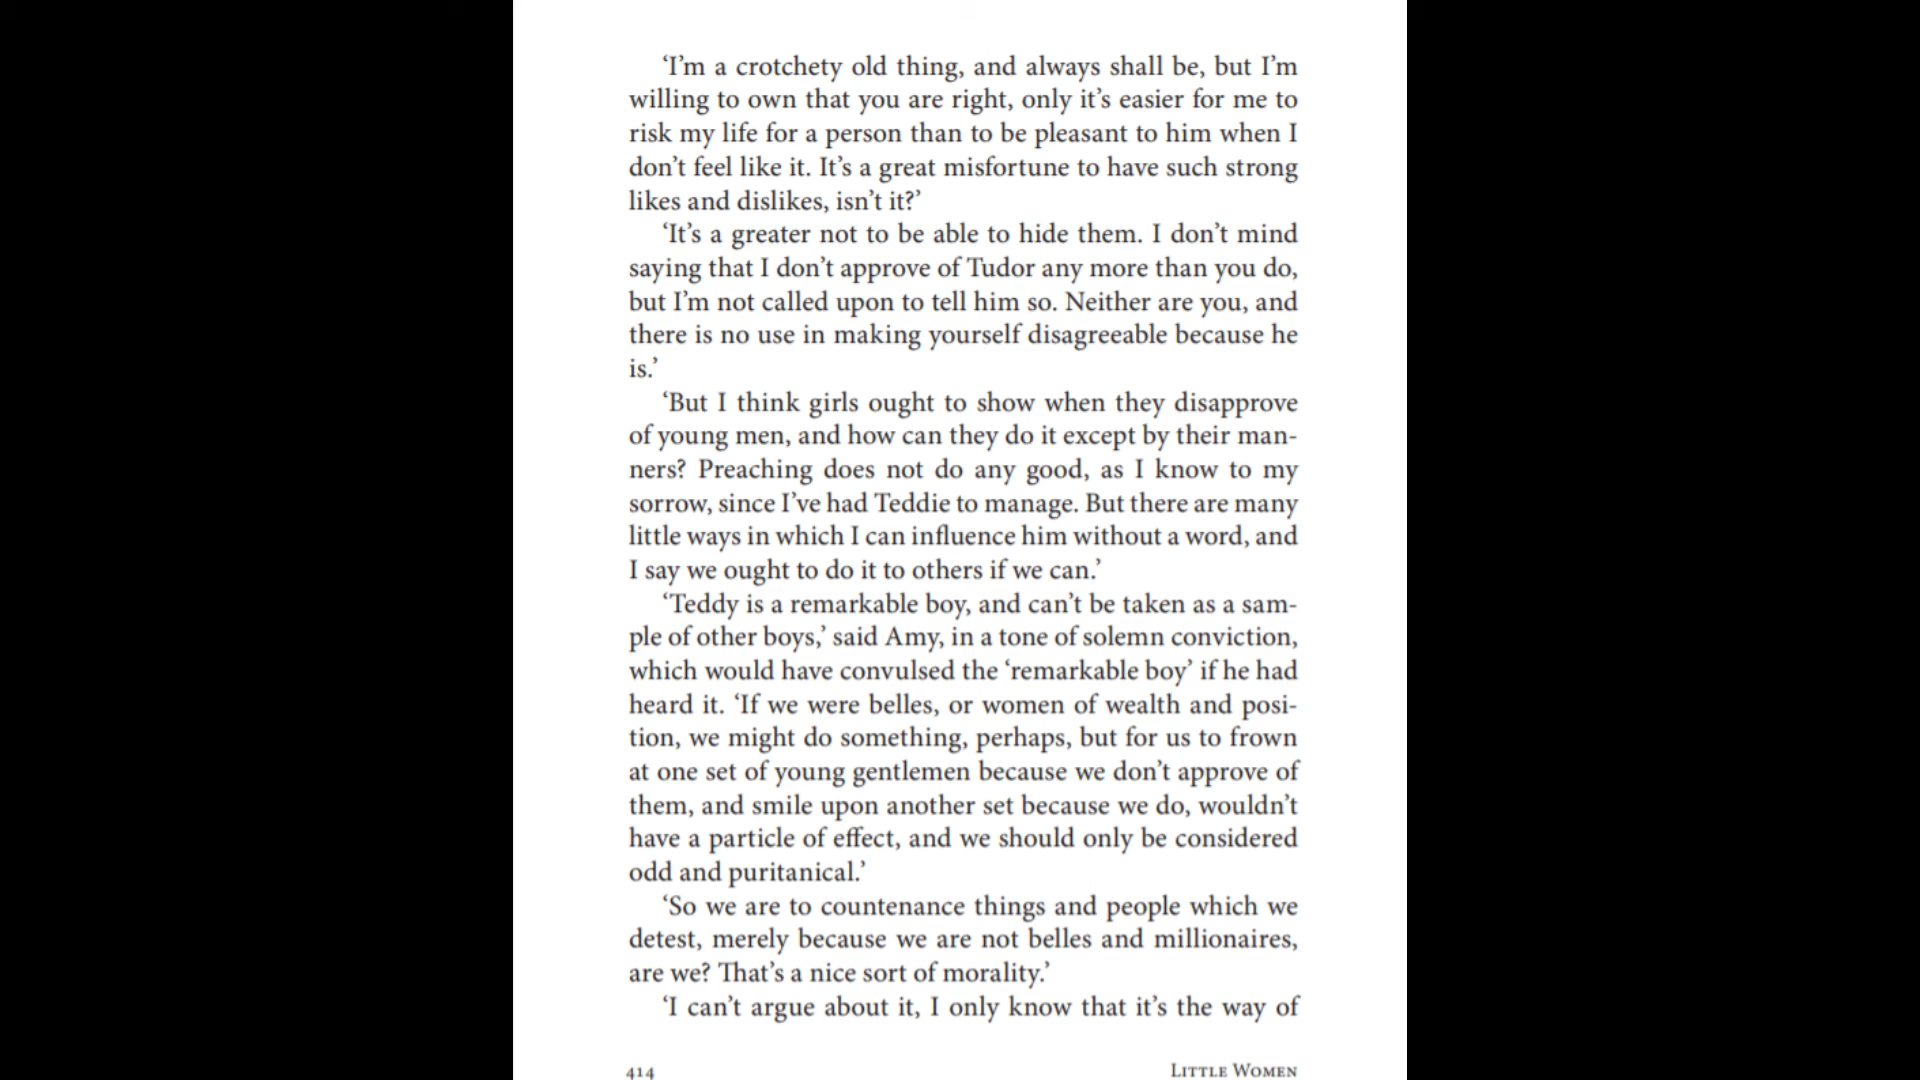 ‘I’m a crotchety old thing, and always shall be, but I’m
willing to own that you are right, only it’s easier for me to
risk my life for a person than to be pleasant to him when I
don’t feel like it. It’s a great misfortune to have such strong
likes and dislikes, isn’t it?’
‘It’s a greater not to be able to hide them. I don’t mind
saying that I don’t approve of Tudor any more than you do,
but I’m not called upon to tell him so. Neither are you, and
there is no use in making yourself disagreeable because he
is.’
‘But I think girls ought to show when they disapprove
of young men, and how can they do it except by their man-
ners? Preaching does not do any good, as I know to my
sorrow, since I’ve had Teddie to manage. But there are many
little ways in which I can influence him without a word, and
I say we ought to do it to others if we can.’
‘Teddy is a remarkable boy, and can’t be taken as a sam-
ple of other boys,’ said Amy, in a tone of solemn conviction,
which would have convulsed the ‘remarkable boy’ if he had
heard it. ‘If we were belles, or women of wealth and posi-
tion, we might do something, perhaps, but for us to frown
at one set of young gentlemen because we don’t approve of
them, and smile upon another set because we do, wouldn’t
have a particle of effect, and we should only be considered
odd and puritanical.’
‘So we are to countenance things and people which we
detest, merely because we are not belles and millionaires,
are we? That’s a nice sort of morality.’
‘I can’t argue about it, I only know that it’s the way of
414 Little Women